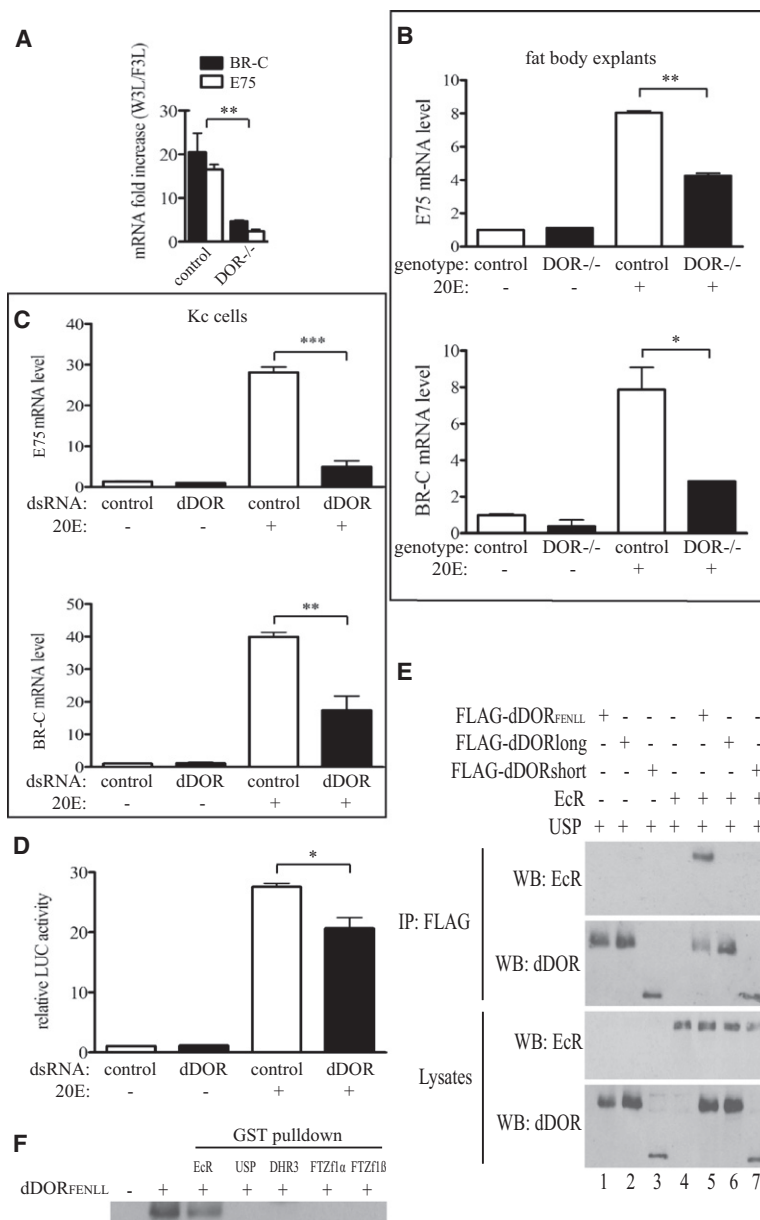 A
BR-C
E75
mRNA fold increase (W3L/F3L)
30
20
10
0
**
control
DOR-/-
B
fat body explants
E75 mRNA level
10
8
6
4
2
0
**
genotype: control DOR-/- control DOR-/-
20E: - - + +
BR-C mRNA level
10
8
6
4
2
0
*
genotype: control DOR-/- control DOR-/-
20E: - - + +
C
Kc cells
E75 mRNA level
40
30
20
10
0
***
dsRNA: control dDOR control dDOR
20E: - - + +
BR-C mRNA level
50
40
30
20
10
0
**
dsRNA: control dDOR control dDOR
20E: - - + +
D
relative LUC activity
30
20
10
0
*
dsRNA: control dDOR control dDOR
20E: - - + +
E
FLAG-dDORFENLL + - - - + - -
FLAG-dDORlong - + - - - + -
FLAG-dDORshort - - + - - - +
EcR - - - + + + +
USP + + + + + + +
IP: FLAG
WB: EcR
WB: dDOR
Lysates
WB: EcR
WB: dDOR
1 2 3 4 5 6 7
F
GST pulldown
EcR USP DHR3 FTZf1α FTZf1ß
dDORFENLL - + + + + + +